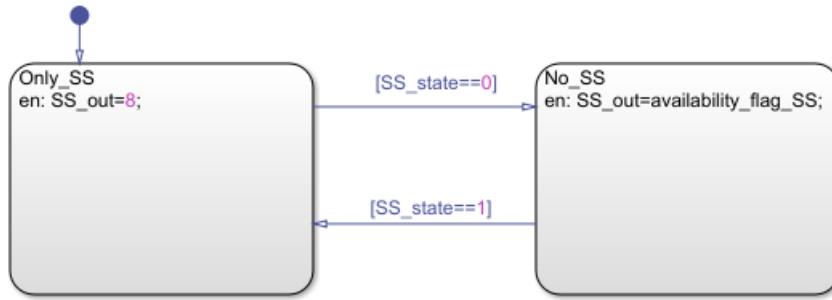 Only_SS
en: SS_out=8;
[SS_state==0]
No_SS
en: SS_out=availability_flag_SS;
[SS_state==1]